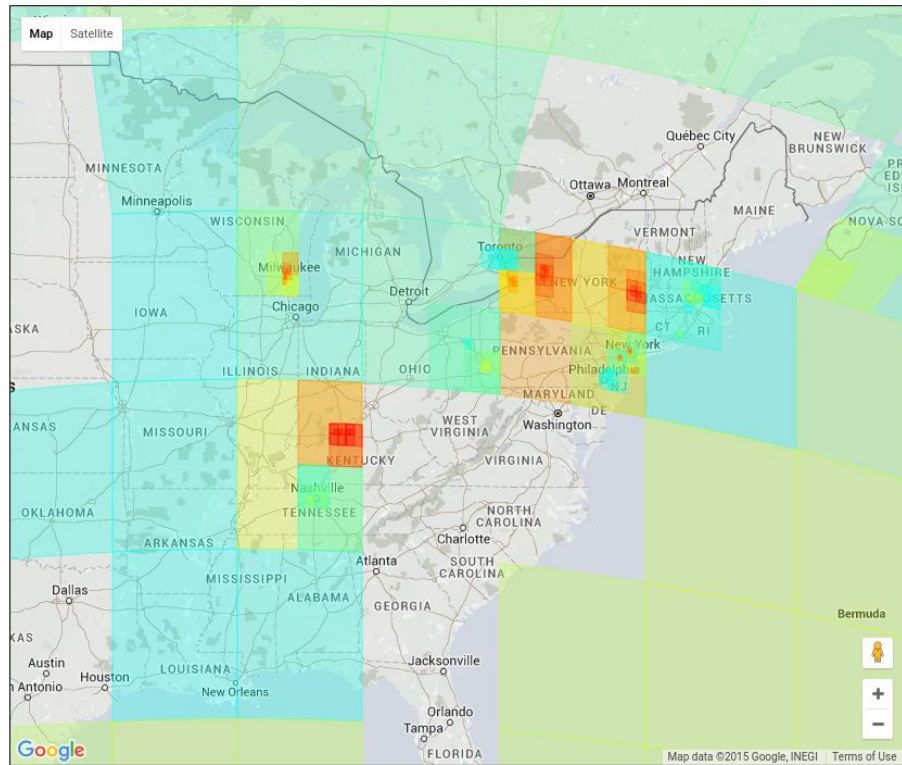 Winnipeg
Map Satellite
Québec City
NEW
BRUNSWICK
MINNESOTA
Ottawa Montreal
MAINE
NOVA SC
Minneapolis
WISCONSIN
VERMONT
MICHIGAN
Toronto
NEW
HAMPSHIRE
Milwaukee
NEW YORK
MASSACHUSETTS
Detroit
IOWA
Chicago
CT RI
ASKA
New York
PENNSYLVANIA
ILLINOIS INDIANA OHIO
Philadelphia
NJ
s
MARYLAND
DE
WEST
VIRGINIA
Washington
ANSAS
MISSOURI
KENTUCKY
VIRGINIA
Nashville
OKLAHOMA
TENNESSEE
NORTH
CAROLINA
ARKANSAS
Charlotte
Atlanta
SOUTH
CAROLINA
MISSISSIPPI
Dallas
ALABAMA
GEORGIA
Bermuda
XAS
Austin
Jacksonville
LOUISIANA
Houston
n Antonio
New Orleans
Orlando
Tampa
FLORIDA
Google
Map data ©2015 Google, INEGI Terms of Use